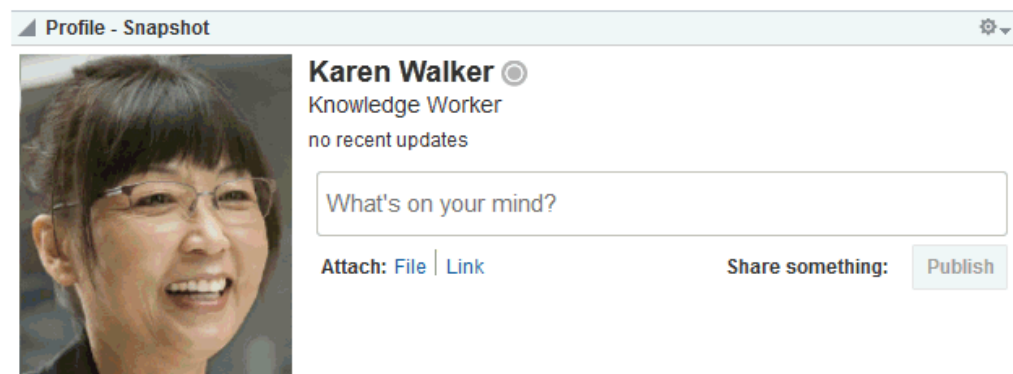 Profile - Snapshot
Karen Walker
Knowledge Worker
no recent updates
What's on your mind?
Attach: File | Link Share something: Publish